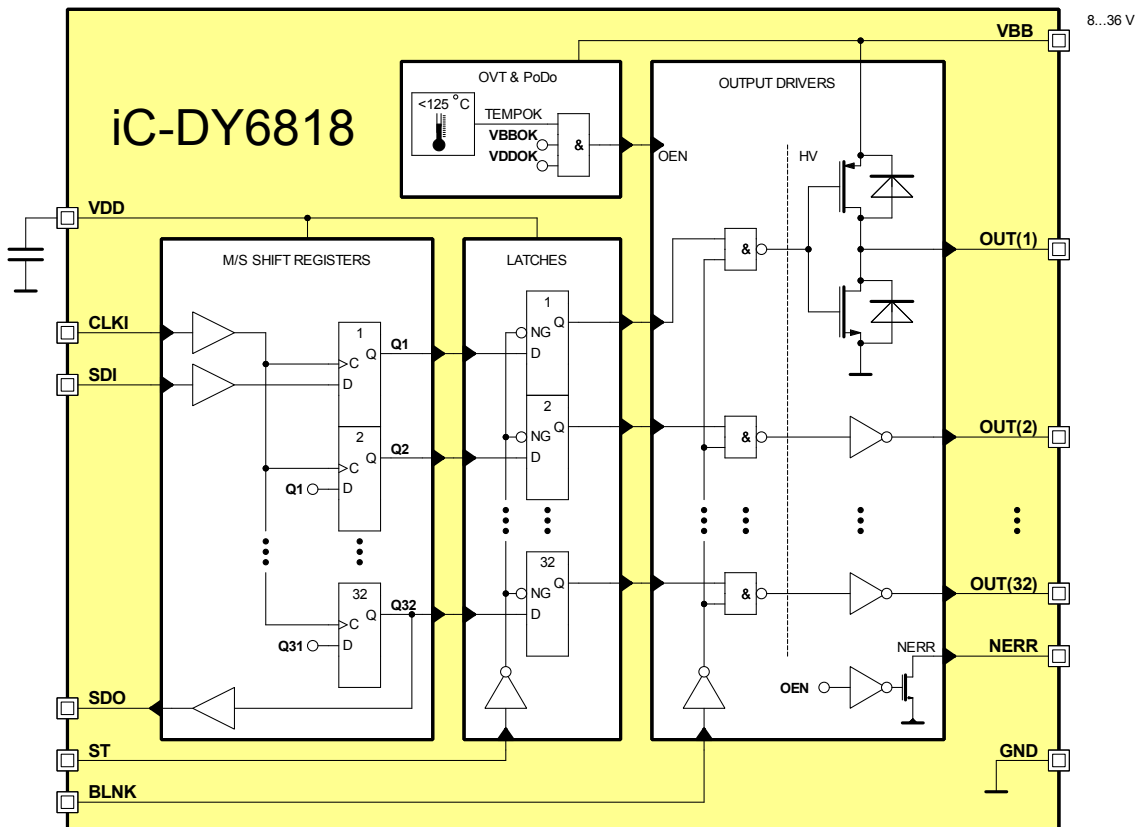 8...36 V
VBB
OVT & PoDo
OUTPUT DRIVERS
<125 °C
TEMPOK
VBBOK
VDDOK
&
OEN
HV
iC-DY6818
VDD
M/S SHIFT REGISTERS
LATCHES
&
OUT(1)
CLKI
SDI
1
Q
C
D
Q1
1
Q
NG
D
2
Q
C
D
Q1
Q2
2
Q
NG
D
&
OUT(2)
32
Q
C
D
Q31
Q32
32
Q
NG
D
&
OUT(32)
NERR
NERR
OEN
SDO
ST
BLNK
GND